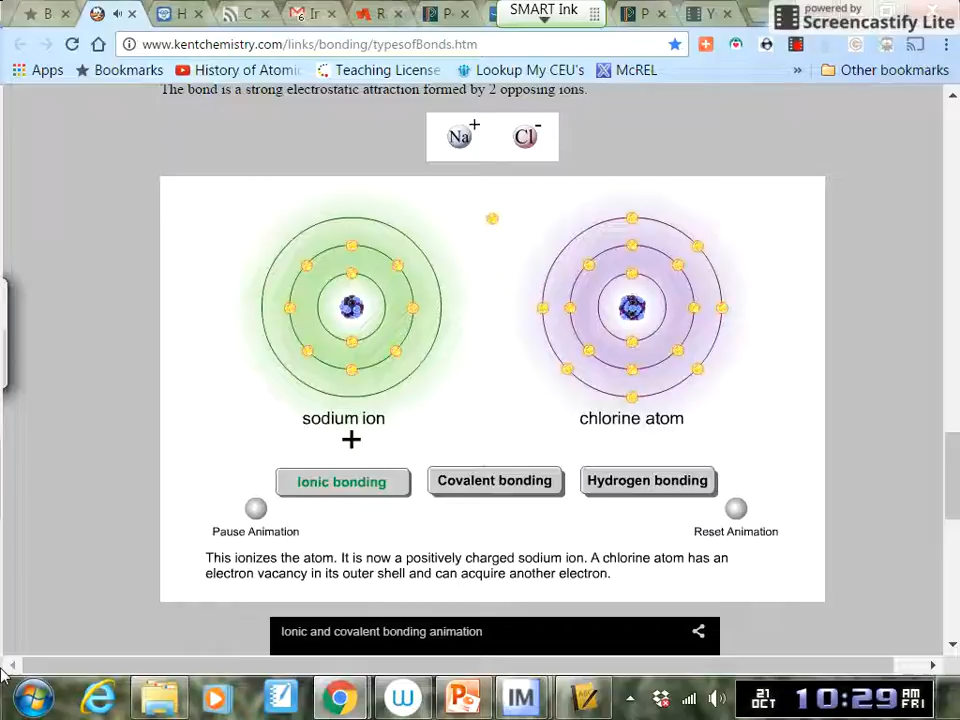 B
H
C
Ir
R
P
SMART Ink
P
Y
powered by
Screencastify Lite
www.kentchemistry.com/links/bonding/typesofBonds.htm
Apps
Bookmarks
History of Atomic
Teaching License
Lookup My CEU's
McREL
»
Other bookmarks
The bond is a strong electrostatic attraction formed by 2 opposing ions.
Na+ Cl-
sodium ion
+
chlorine atom
Ionic bonding
Covalent bonding
Hydrogen bonding
Pause Animation
Reset Animation
This ionizes the atom. It is now a positively charged sodium ion. A chlorine atom has an
electron vacancy in its outer shell and can acquire another electron.
Ionic and covalent bonding animation
W
IM
21 OCT
10:29 AM FRI